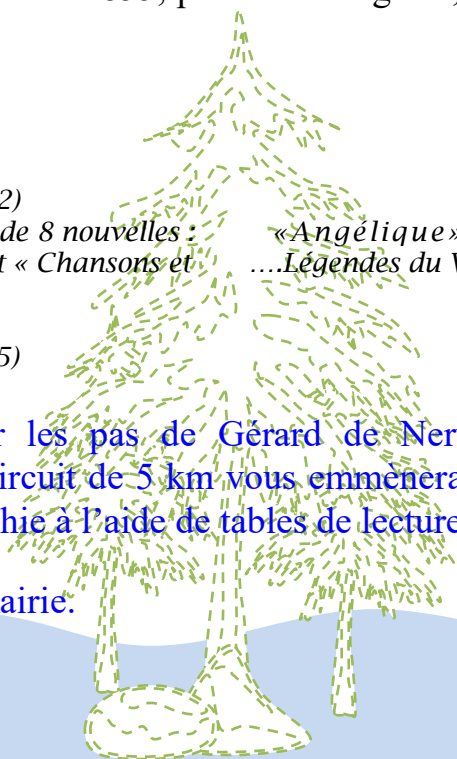 2)
de 8 nouvelles : «Angélique»
t « Chansons et ….Légendes du V
5)
r les pas de Gérard de Ner
ircuit de 5 km vous emmènera
hie à l’aide de tables de lecture
airie.